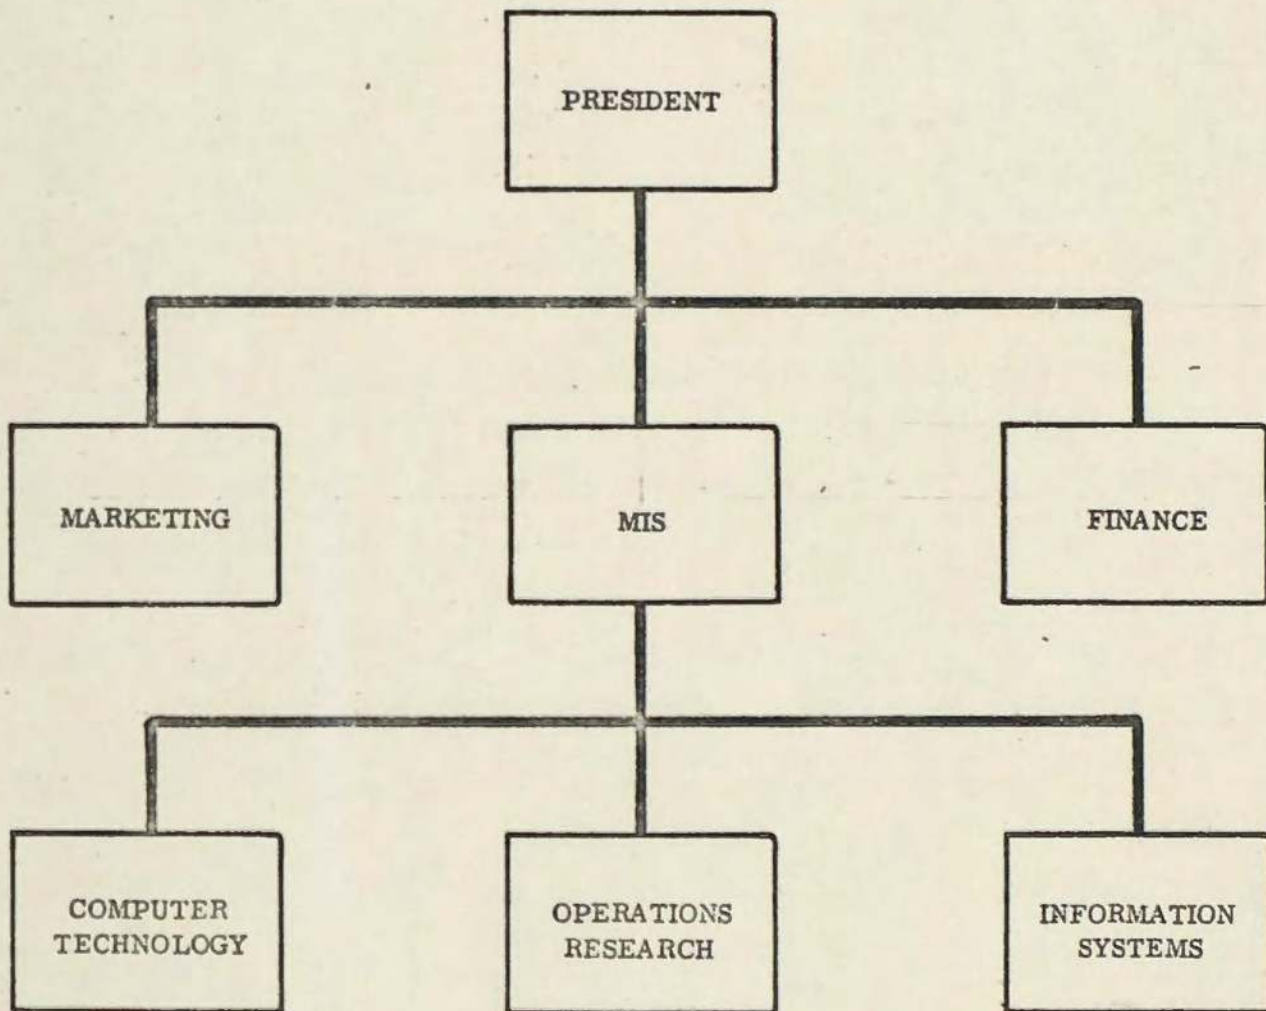 PRESIDENT
MARKETING
MIS
FINANCE
COMPUTER
TECHNOLOGY
OPERATIONS
RESEARCH
INFORMATION
SYSTEMS